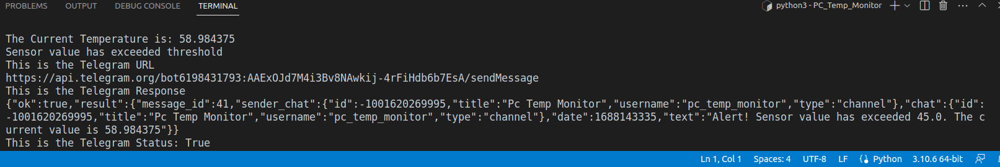 PROBLEMS OUTPUT DEBUG CONSOLE TERMINAL python3 - PC_Temp_Monitor
The Current Temperature is: 58.984375
Sensor value has exceeded threshold
This is the Telegram URL
https://api.telegram.org/bot6198431793:AAExOJd7M4i3Bv8NAwkij-4rFiHdb6b7EsA/sendMessage
This is the Telegram Response
{"ok":true,"result":{"message_id":41,"sender_chat":{"id":-1001620269995,"title":"Pc Temp Monitor","username":"pc_temp_monitor","type":"channel"},"chat":{"id":
-1001620269995,"title":"Pc Temp Monitor","username":"pc_temp_monitor","type":"channel"},"date":1688143335,"text":"Alert! Sensor value has exceeded 45.0. The c
urrent value is 58.984375"}}
This is the Telegram Status: True
Ln 1, Col 1 Spaces: 4 UTF-8 LF Python 3.10.6 64-bit